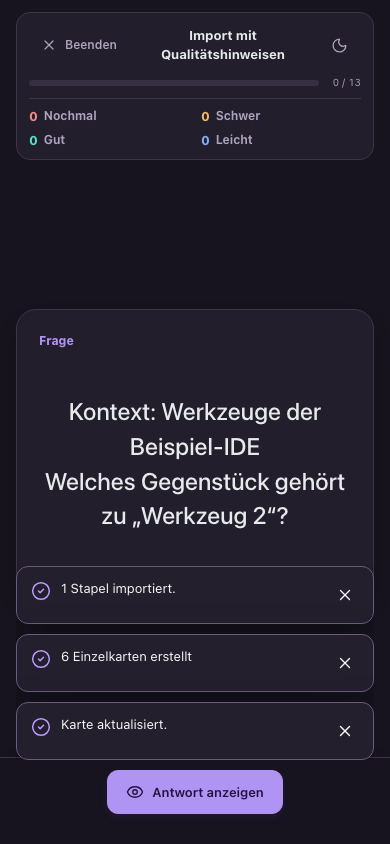 Beenden
Import mit
Qualitätshinweisen
0 / 13
0 Nochmal
0 Schwer
0 Gut
0 Leicht
Frage
Kontext: Werkzeuge der
Beispiel-IDE
Welches Gegenstück gehört
zu „Werkzeug 2“?
1 Stapel importiert.
6 Einzelkarten erstellt
Karte aktualisiert.
Antwort anzeigen